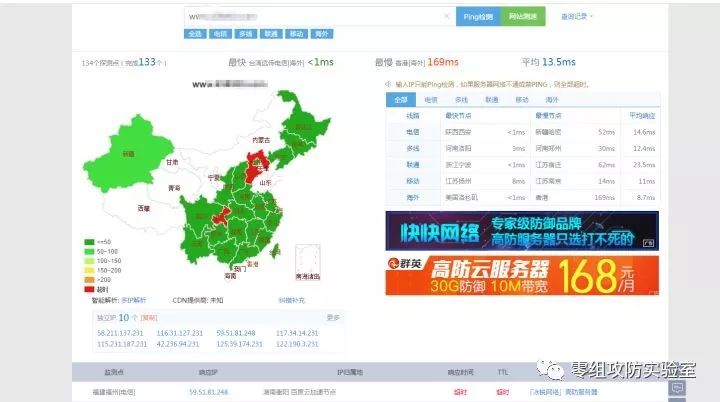 www.
Ping检测 网站测速 查询记录
全选 电信 多线 联通 移动 海外
134个探测点(完成133个) 最快 台湾远传电信[海外] <1ms 最慢 香港[海外] 169ms 平均 13.5ms
www.
新疆 甘肃 内蒙古 黑龙江 宁夏 青海 山东 西藏 香港 澳门 海南 南海诸岛
<=50
50~100
100~150
150~200
>200
超时
智能解析: 多IP解析 CDN提供商: 未知 纠错补充
独立IP 10 个 [复制] 更多
58.211.137.231 116.31.127.231 59.51.81.248 117.34.14.231
115.231.187.231 42.236.94.231 125.39.174.231 122.190.3.231
输入IP只能Ping检测，如果服务器网络不通或禁PING，则全部超时。
全部 电信 多线 联通 移动 海外
线路 最快节点 最慢节点 平均响应
电信 陕西西安 <1ms 新疆哈密 52ms 14.6ms
多线 河南洛阳 3ms 河南郑州 30ms 12.4ms
联通 浙江宁波 <1ms 江苏宿迁 62ms 23.5ms
移动 江苏扬州 8ms 江苏南京 14ms 11ms
海外 美国洛杉矶 <1ms 香港 169ms 8.7ms
快快网络 专家级防御品牌
高防服务器只选打不死的
广告
群英 高防云服务器 168元/月
30G防御 10M带宽
监测点 响应IP IP归属地 响应时间 TTL
福建福州[电信] 59.51.81.248 湖南衡阳 百度云加速节点 超时 超时 [冰枫网络] 高防服务器
零组攻防实验室